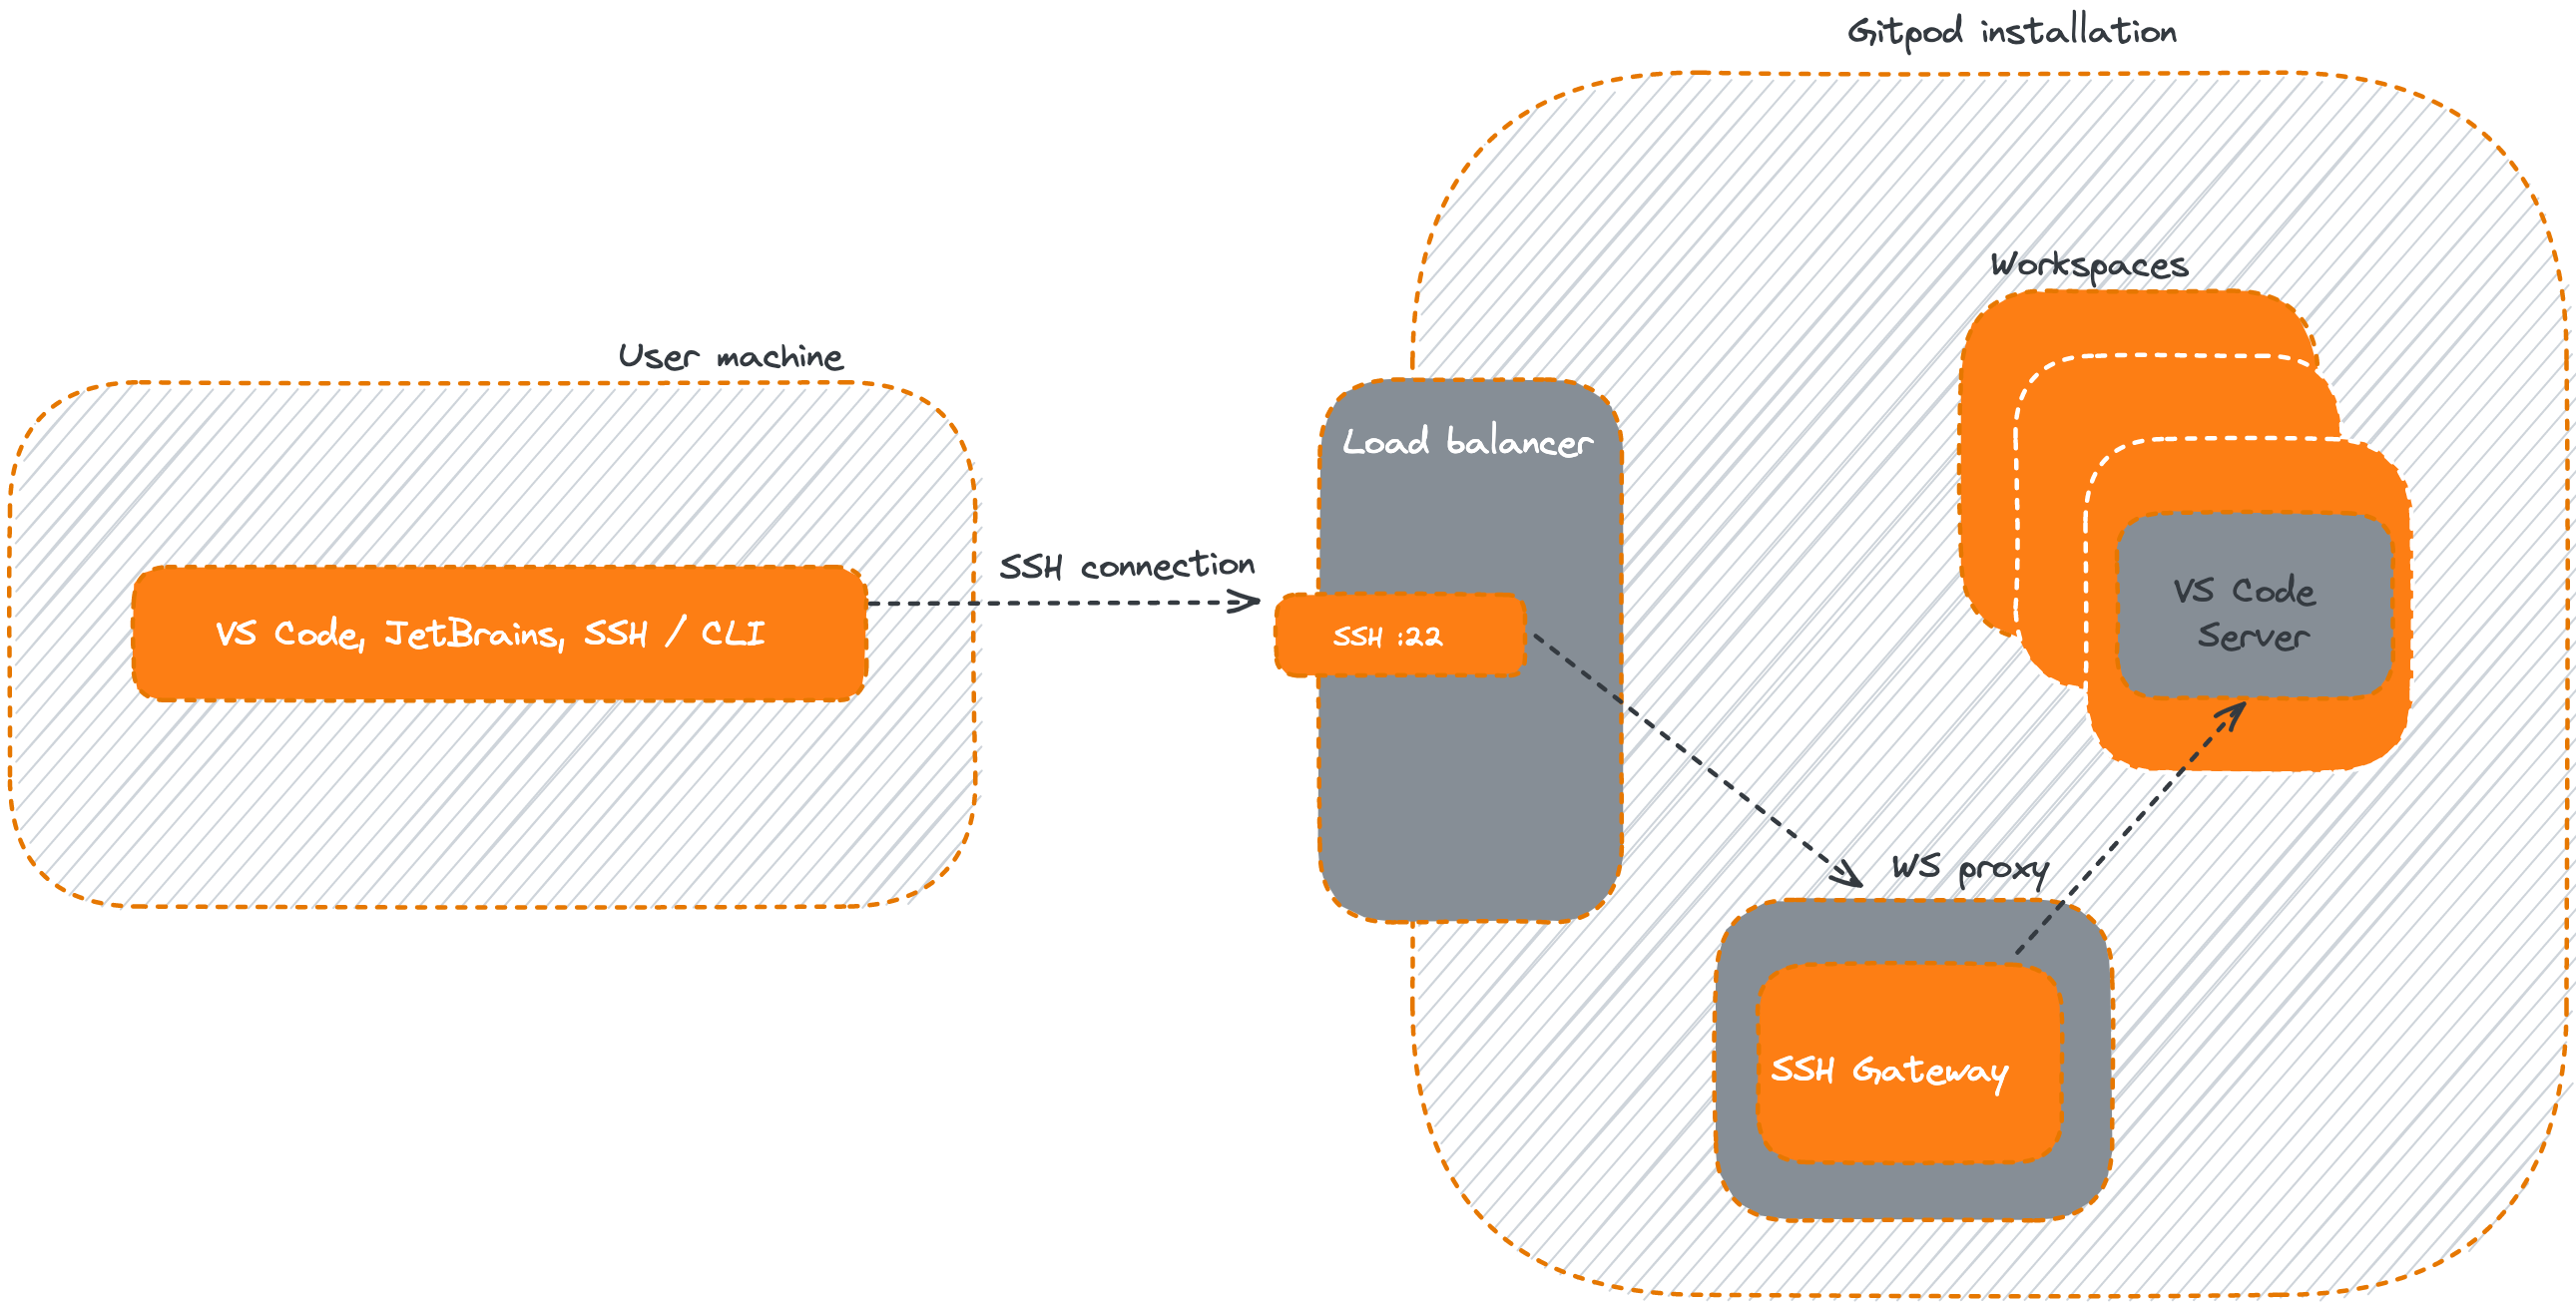 Gitpod installation
Workspaces
User machine
Load balancer
SSH connection
VS Code
Server
VS Code, JetBrains, SSH / CLI
SSH :22
WS proxy
SSH Gateway